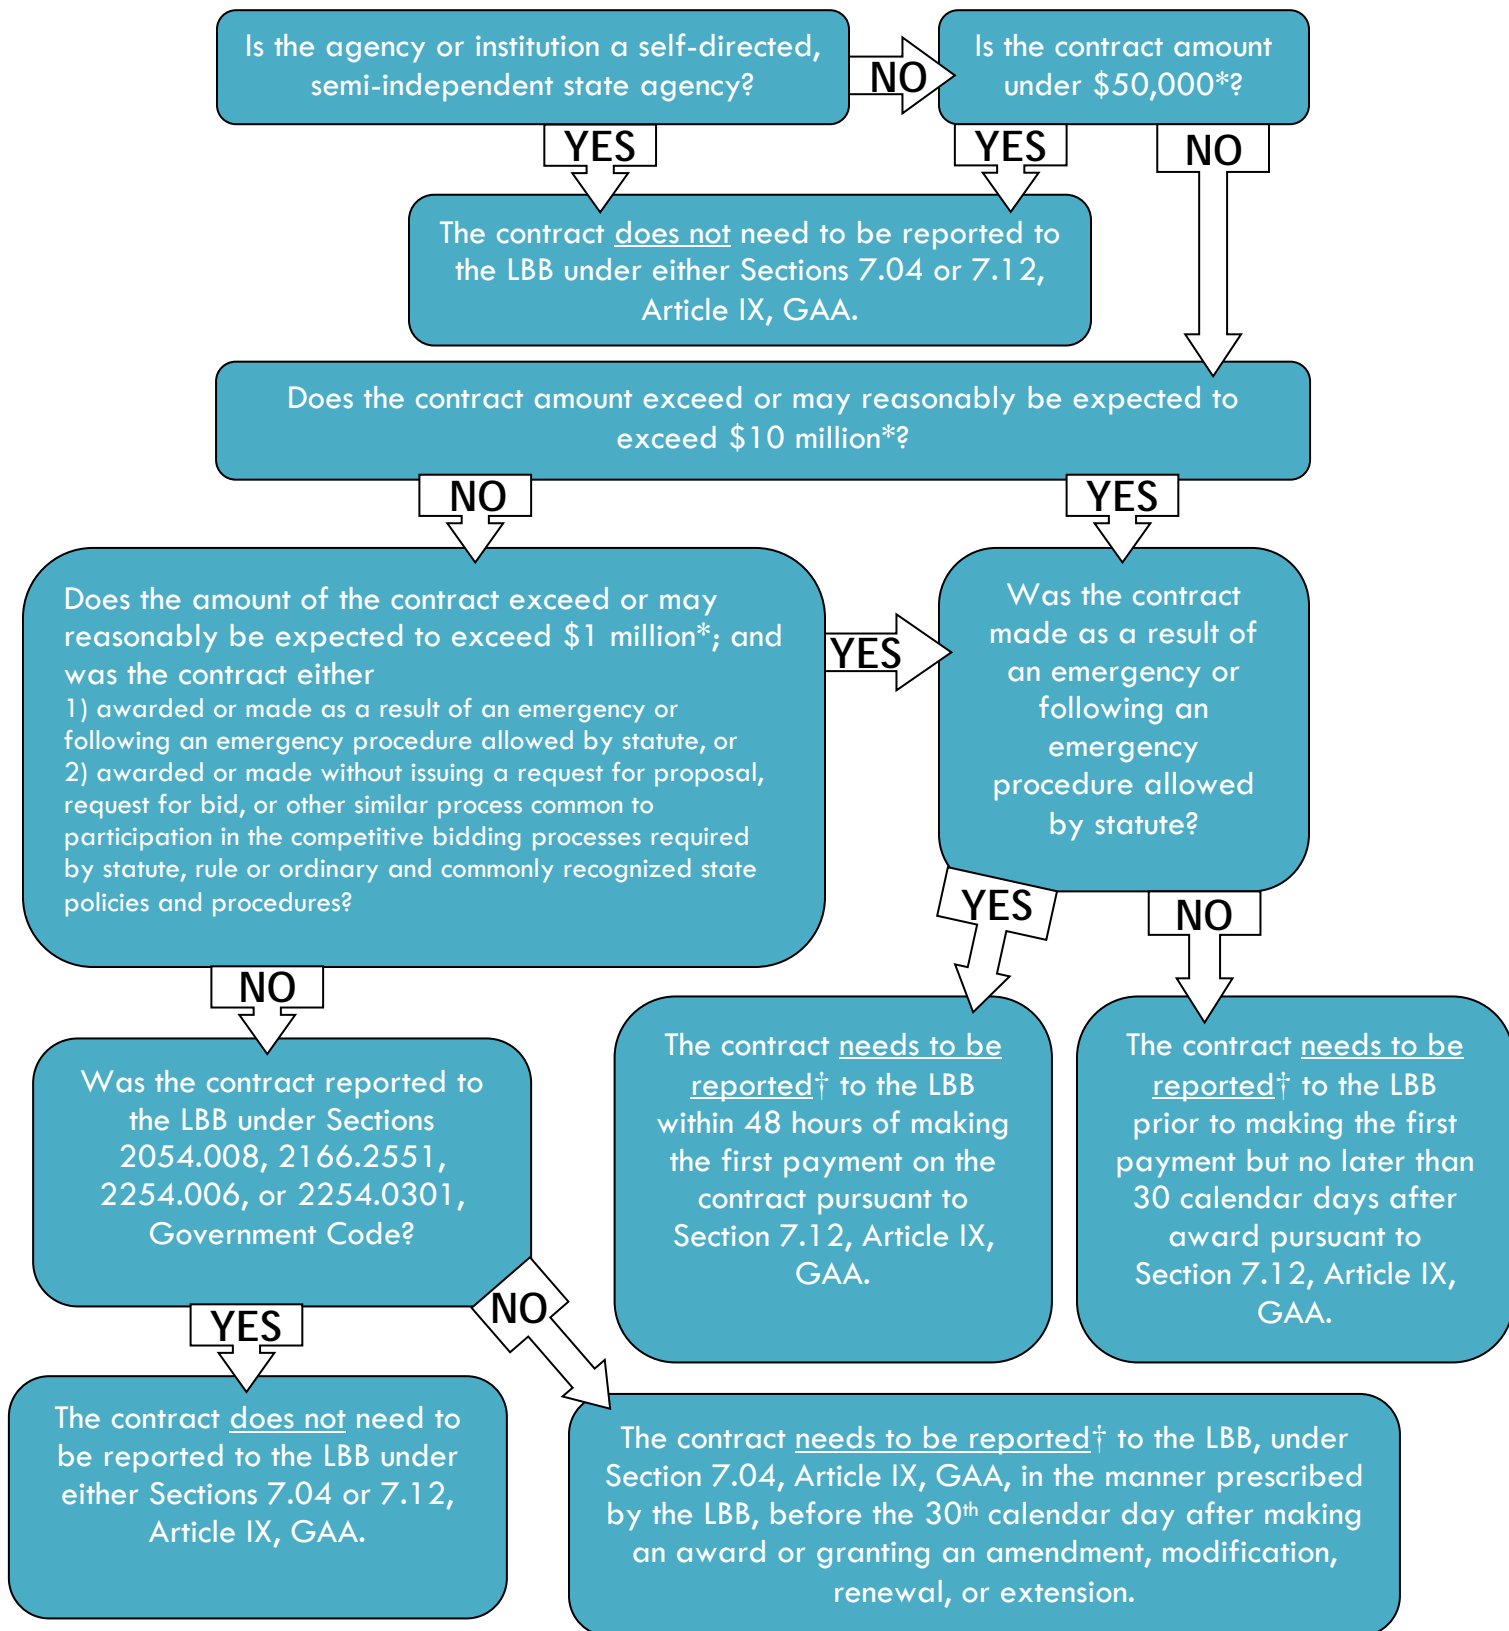 Is the agency or institution a self-directed,
semi-independent state agency?
NO
Is the contract amount
under $50,000*?
YES
YES
NO
The contract does not need to be reported to
the LBB under either Sections 7.04 or 7.12,
Article IX, GAA.
Does the contract amount exceed or may reasonably be expected to
exceed $10 million*?
NO
YES
Does the amount of the contract exceed or may
reasonably be expected to exceed $1 million*; and
was the contract either
1) awarded or made as a result of an emergency or
following an emergency procedure allowed by statute, or
2) awarded or made without issuing a request for proposal,
request for bid, or other similar process common to
participation in the competitive bidding processes required
by statute, rule or ordinary and commonly recognized state
policies and procedures?
YES
Was the contract
made as a result of
an emergency or
following an
emergency
procedure allowed
by statute?
YES
NO
NO
Was the contract reported to
the LBB under Sections
2054.008, 2166.2551,
2254.006, or 2254.0301,
Government Code?
The contract needs to be
reported† to the LBB
within 48 hours of making
the first payment on the
contract pursuant to
Section 7.12, Article IX,
GAA.
The contract needs to be
reported† to the LBB
prior to making the first
payment but no later than
30 calendar days after
award pursuant to
Section 7.12, Article IX,
GAA.
YES
NO
The contract does not need to
be reported to the LBB under
either Sections 7.04 or 7.12,
Article IX, GAA.
The contract needs to be reported† to the LBB, under
Section 7.04, Article IX, GAA, in the manner prescribed
by the LBB, before the 30th calendar day after making
an award or granting an amendment, modification,
renewal, or extension.